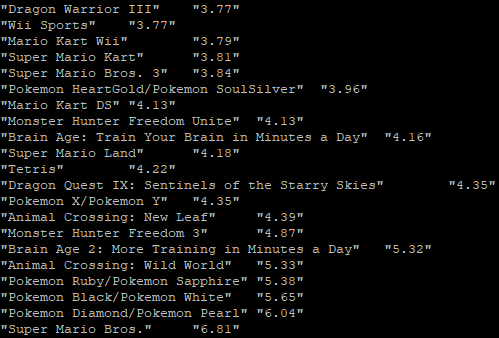 "Dragon Warrior III" "3.77"
"Wii Sports" "3.77"
"Mario Kart Wii" "3.79"
"Super Mario Kart" "3.81"
"Super Mario Bros. 3" "3.84"
"Pokemon HeartGold/Pokemon SoulSilver" "3.96"
"Mario Kart DS" "4.13"
"Monster Hunter Freedom Unite" "4.13"
"Brain Age: Train Your Brain in Minutes a Day" "4.16"
"Super Mario Land" "4.18"
"Tetris" "4.22"
"Dragon Quest IX: Sentinels of the Starry Skies" "4.35"
"Pokemon X/Pokemon Y" "4.35"
"Animal Crossing: New Leaf" "4.39"
"Monster Hunter Freedom 3" "4.87"
"Brain Age 2: More Training in Minutes a Day" "5.32"
"Animal Crossing: Wild World" "5.33"
"Pokemon Ruby/Pokemon Sapphire" "5.38"
"Pokemon Black/Pokemon White" "5.65"
"Pokemon Diamond/Pokemon Pearl" "6.04"
"Super Mario Bros." "6.81"